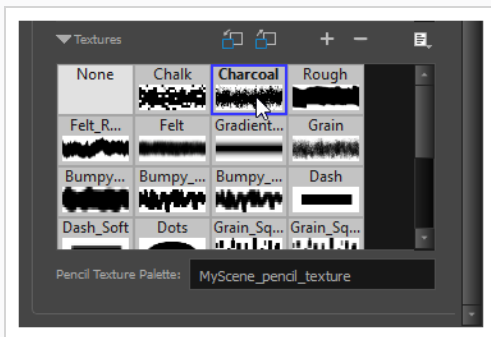 Textures
None Chalk Charcoal Rough
Felt_R... Felt Gradient... Grain
Bumpy... Bumpy_... Bumpy_... Dash
Dash_Soft Dots Grain_Sq... Grain_Sq...
Pencil Texture Palette: MyScene_pencil_texture